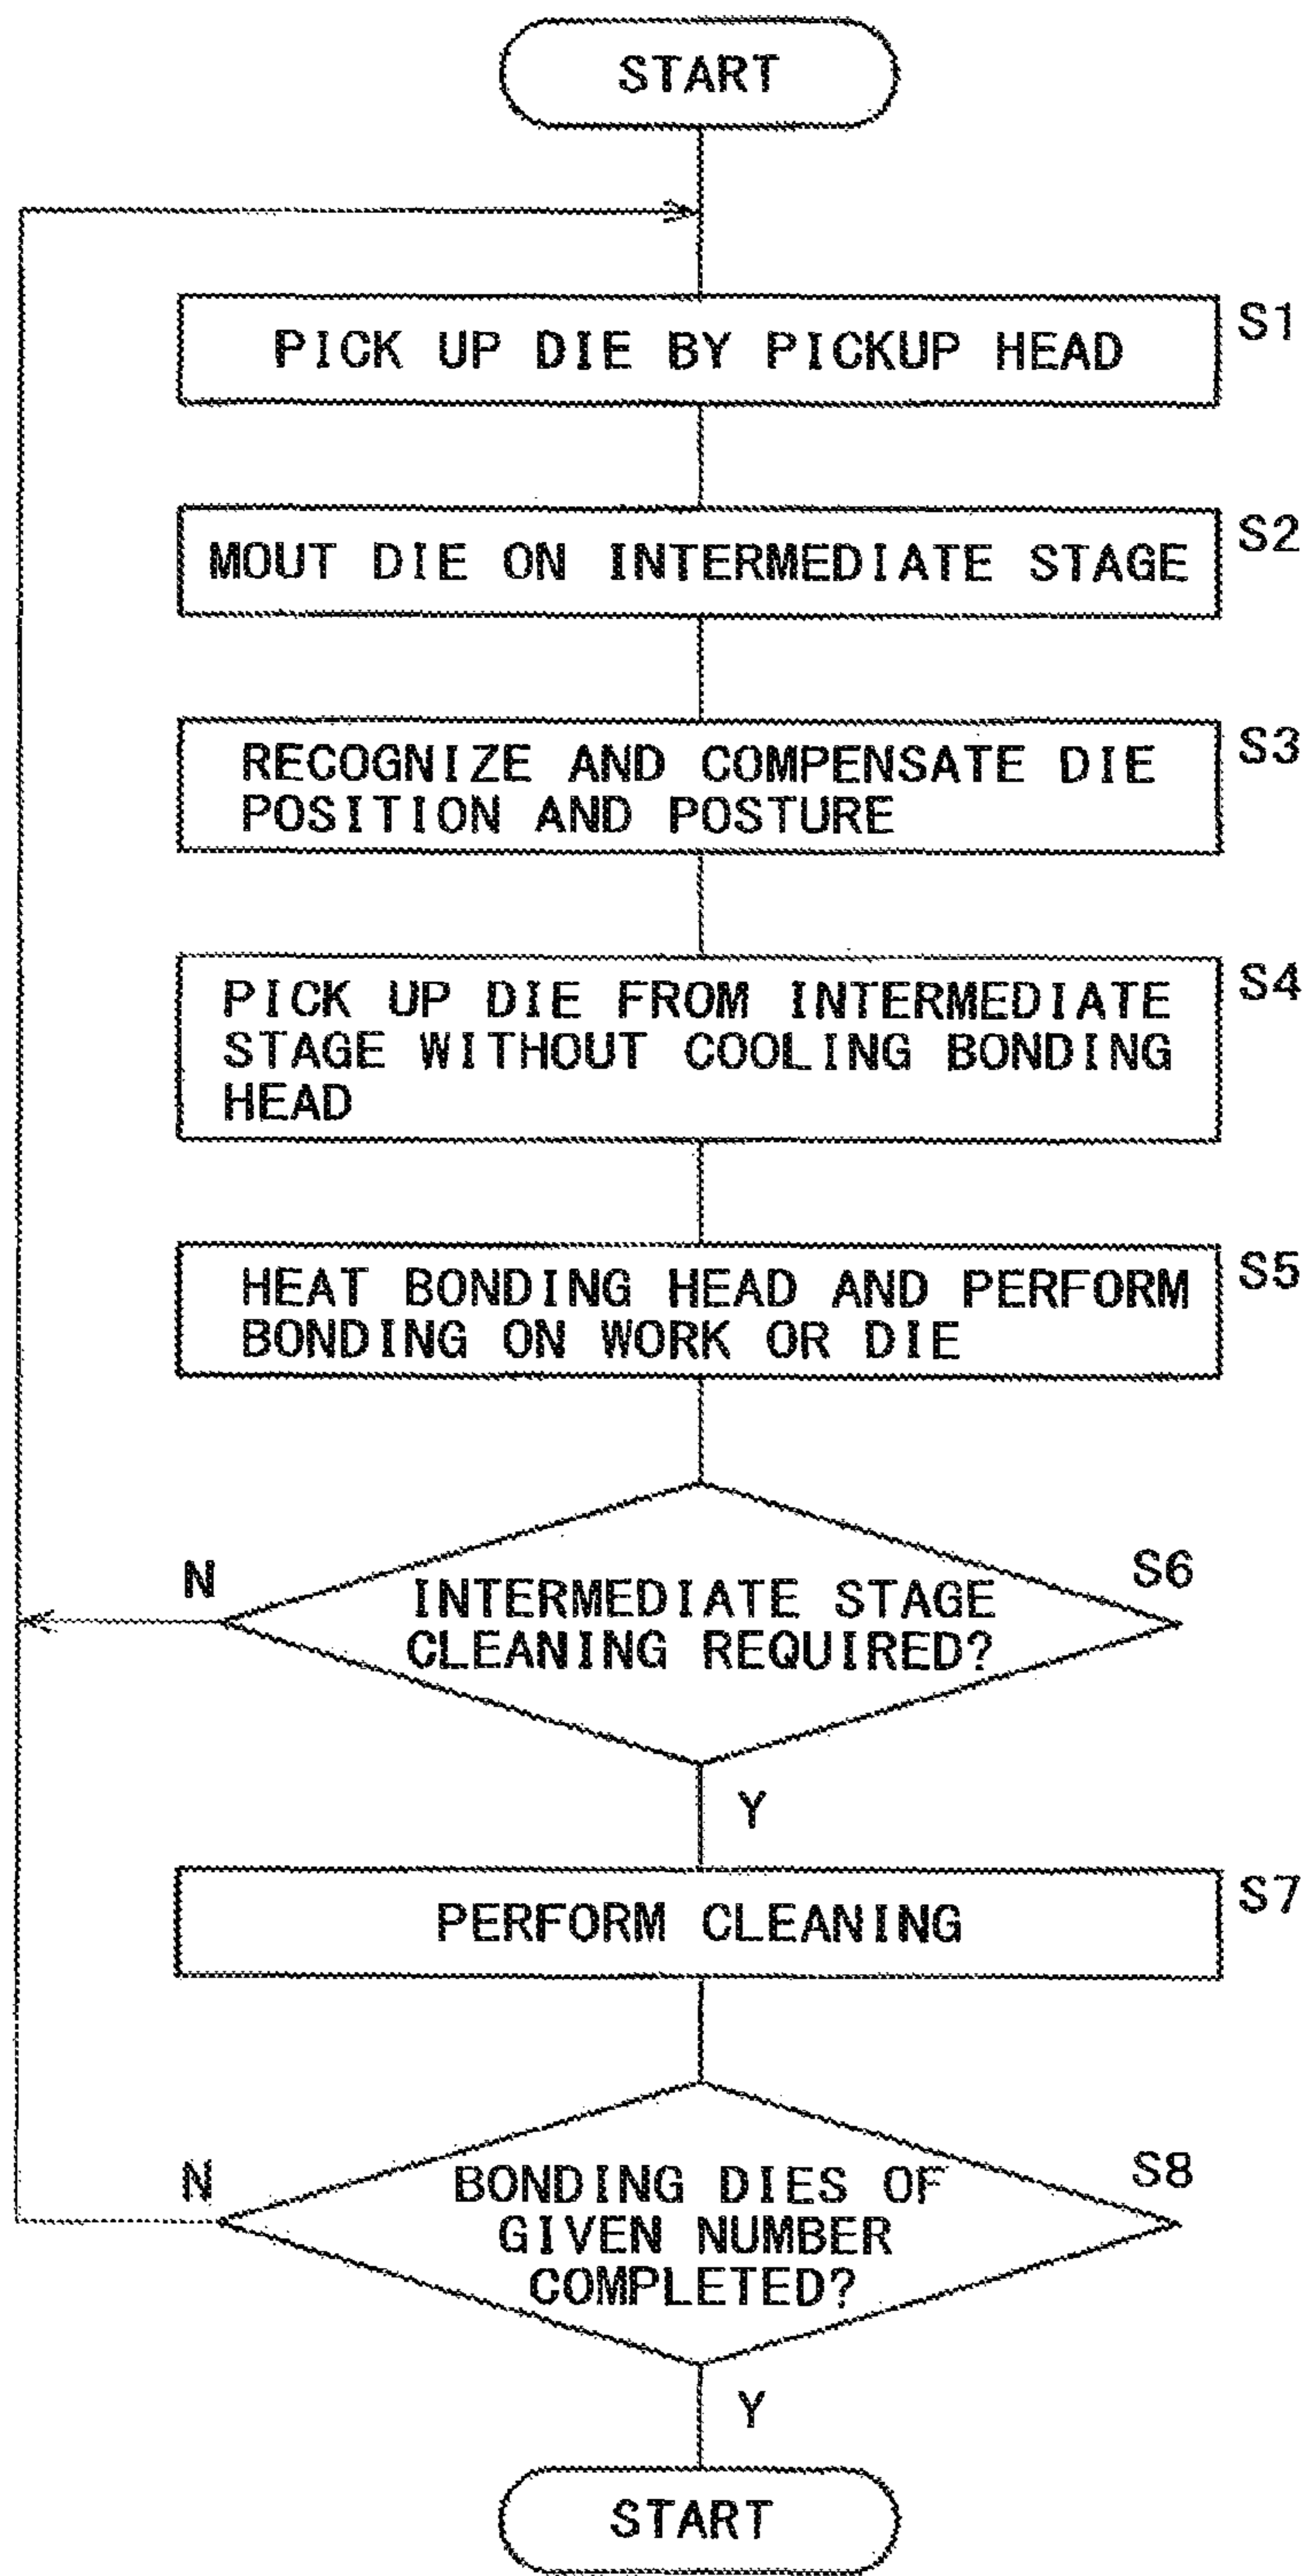 START
PICK UP DIE BY PICKUP HEAD
S1
MOUT DIE ON INTERMEDIATE STAGE
S2
RECOGNIZE AND COMPENSATE DIE
POSITION AND POSTURE
S3
PICK UP DIE FROM INTERMEDIATE
STAGE WITHOUT COOLING BONDING
HEAD
S4
HEAT BONDING HEAD AND PERFORM
BONDING ON WORK OR DIE
S5
N
INTERMEDIATE STAGE
CLEANING REQUIRED?
S6
Y
PERFORM CLEANING
S7
N
BONDING DIES OF
GIVEN NUMBER
COMPLETED?
S8
Y
START